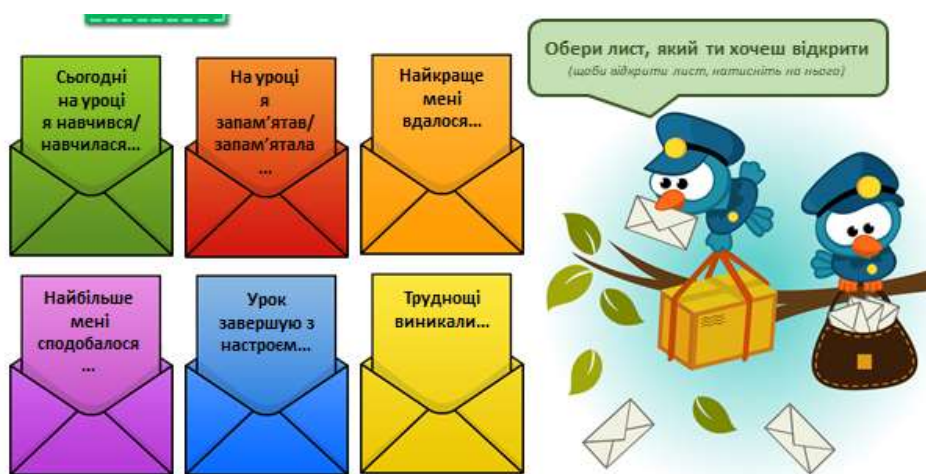 Сьогодні
на уроці
я навчився/
навчилася...
На уроці
я
запам’ятав/
запам’ятала
...
Найкраще
мені
вдалося...
Обери лист, який ти хочеш відкрити
(щоби відкрити лист, натисніть на нього)
Найбільше
мені
сподобалося
...
Урок
завершую з
настроєм...
Труднощі
виникали...